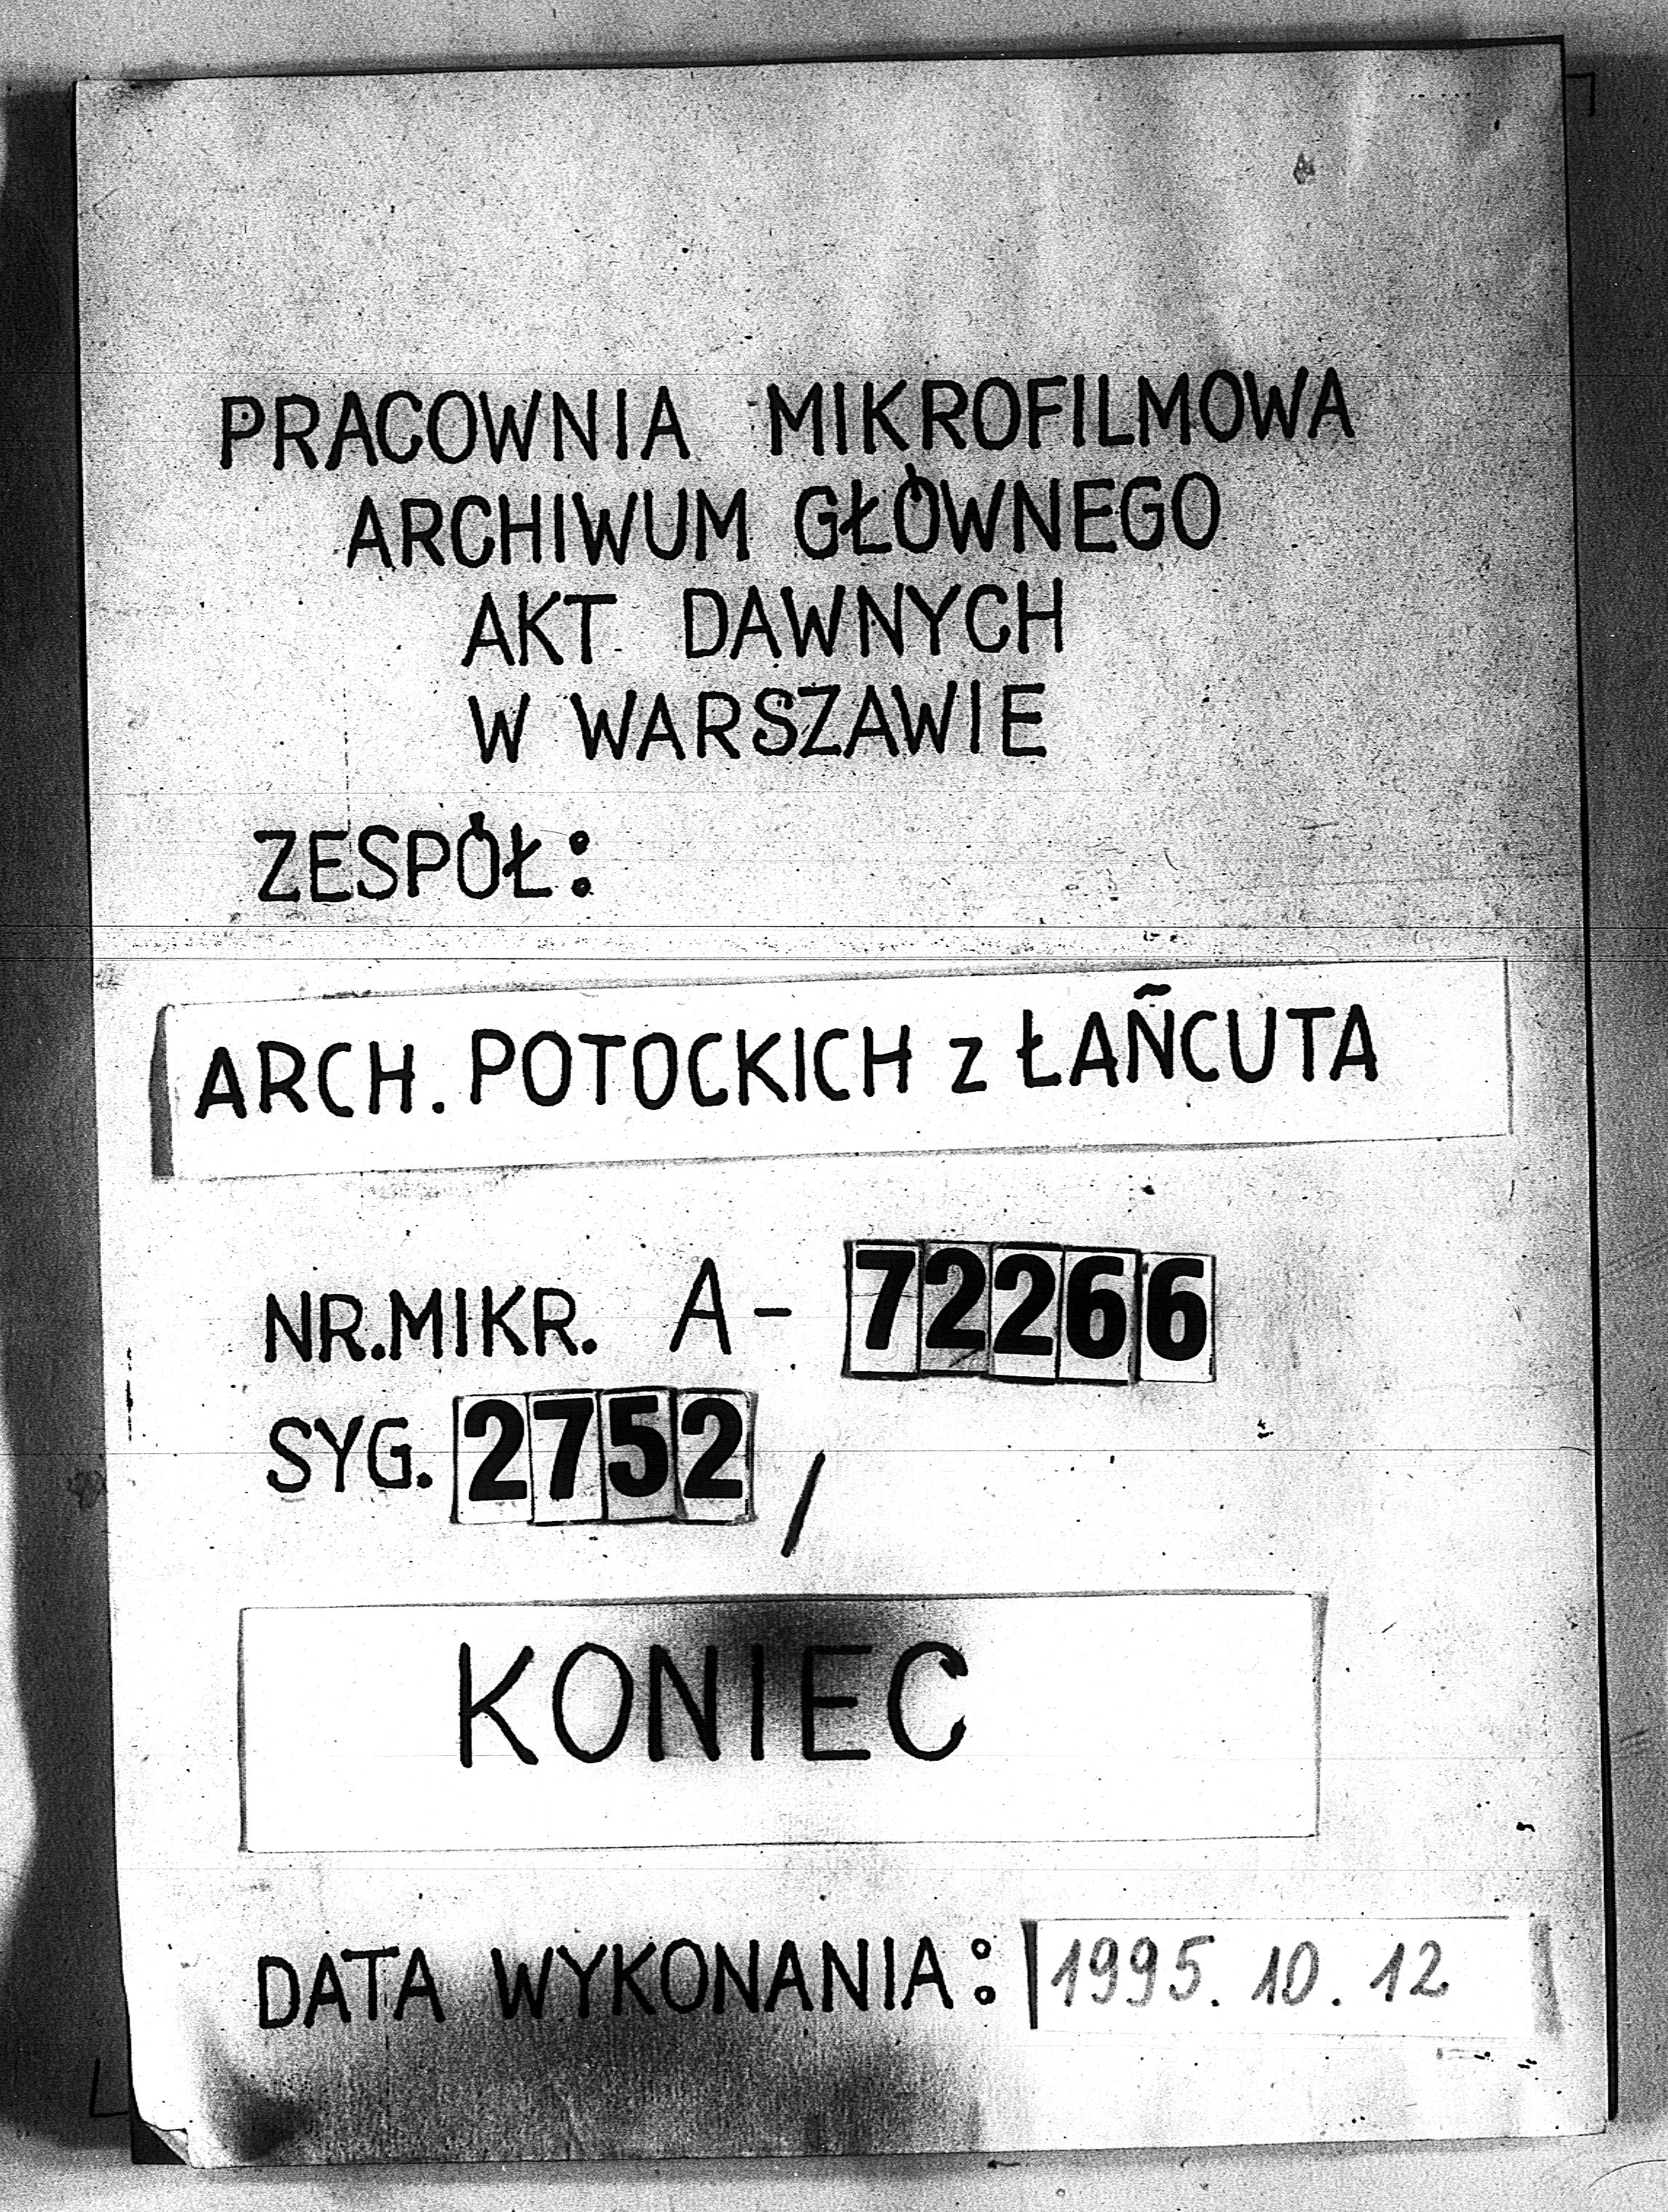 PRACOWNIA MIKROFILMOWA
ARCHIWUM GŁÓWNEGO
AKT DAWNYCH
W WARSZAWIE
ZESPÓŁ:
ARCH. POTOCKICH z ŁAŃCUTA
NR.MIKR. A- 72266
SYG. 2752 /
KONIEC
DATA WYKONANIA: 1995. 10. 12